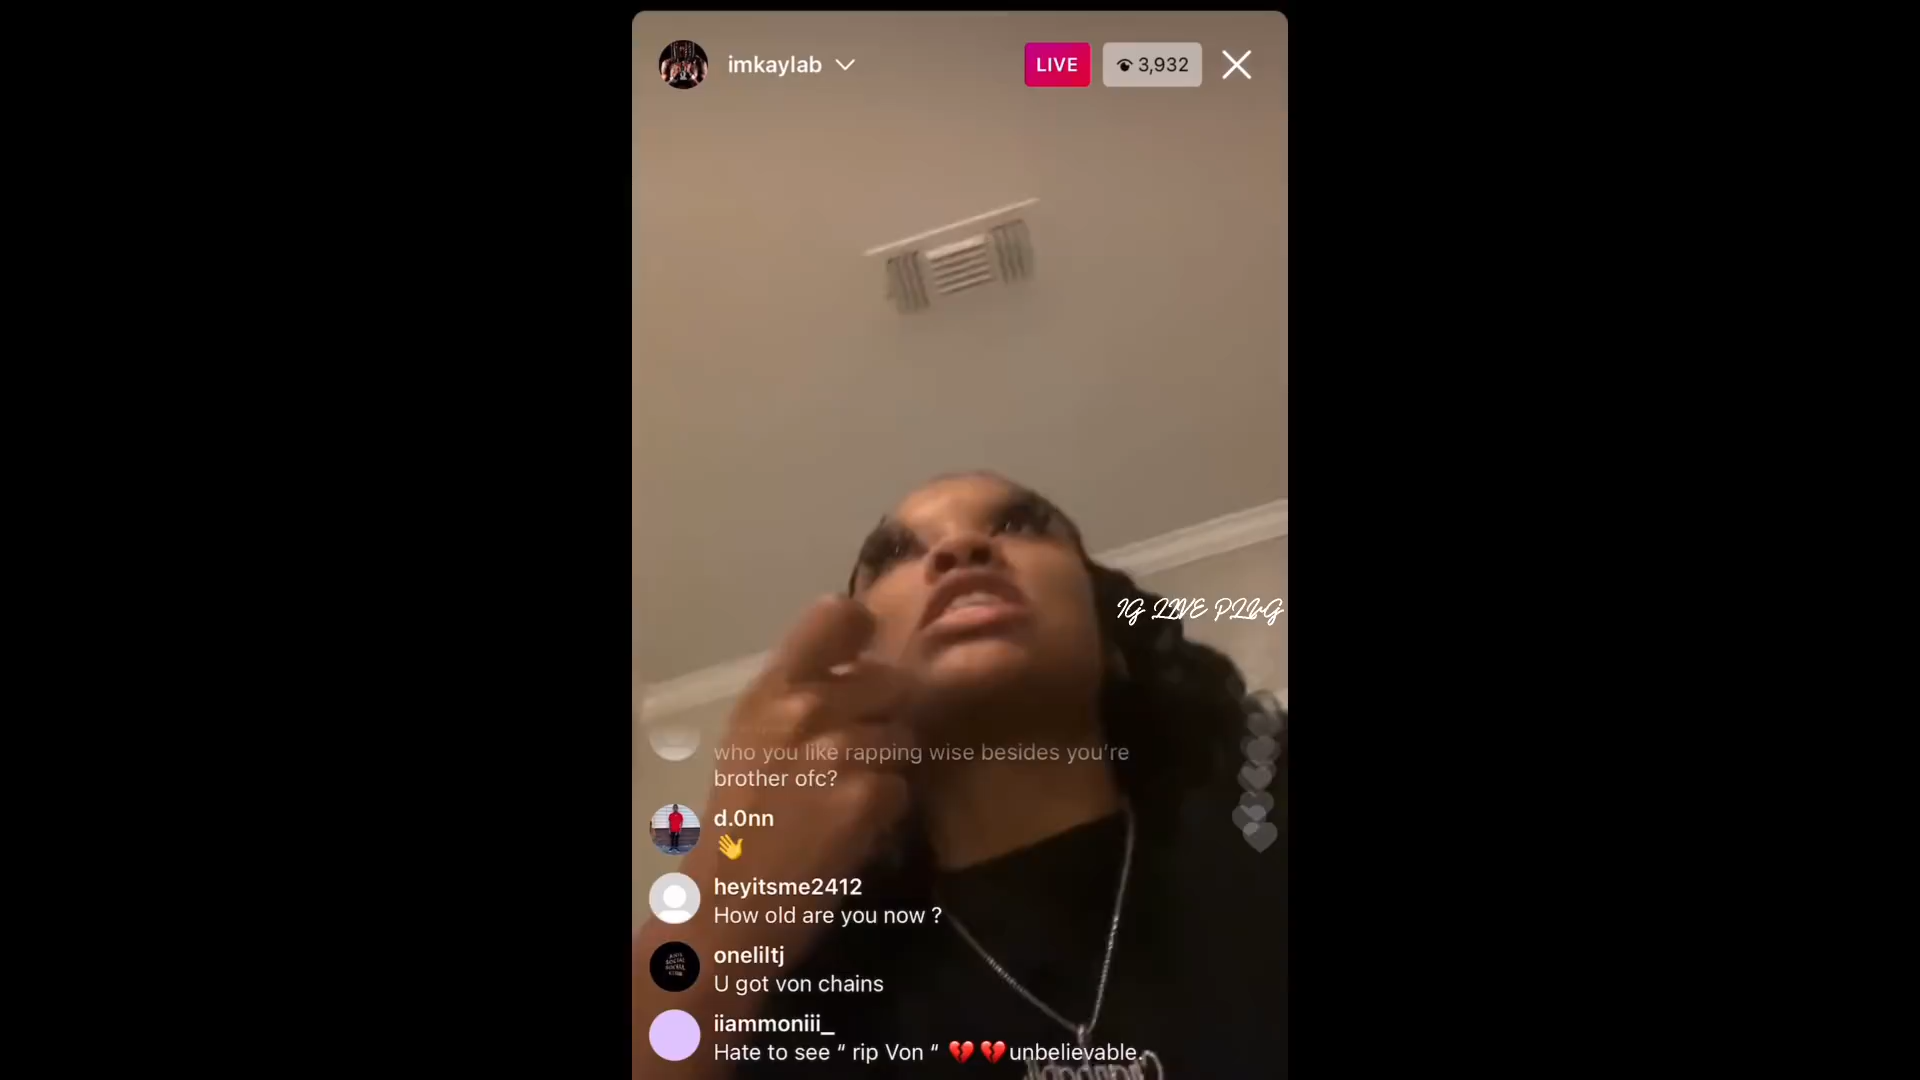 imkaylab
LIVE
3,932
IG LIVE PLUG
who you like rapping wise besides you’re
brother ofc?
d.0nn
👋
heyitsme2412
How old are you now ?
oneliltj
U got von chains
iiammoniii_
Hate to see “ rip Von “ 💔💔unbelievable.